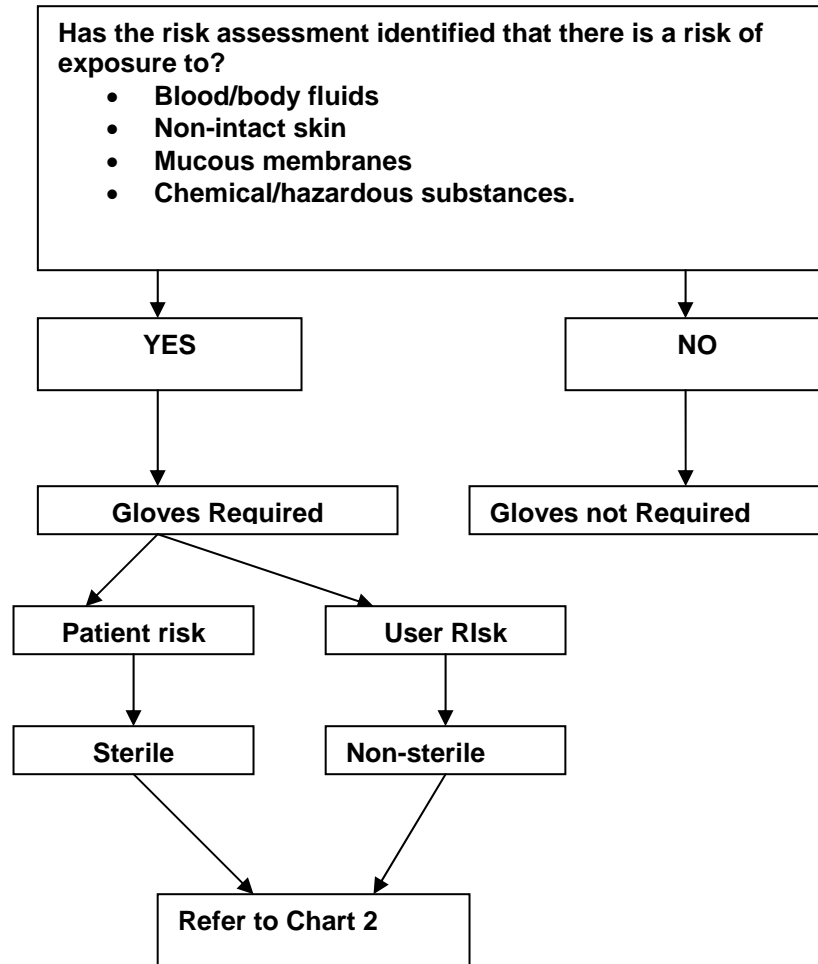 Has the risk assessment identified that there is a risk of
exposure to?
• Blood/body fluids
• Non-intact skin
• Mucous membranes
• Chemical/hazardous substances.
YES
NO
Gloves Required
Gloves not Required
Patient risk
User RIsk
Sterile
Non-sterile
Refer to Chart 2